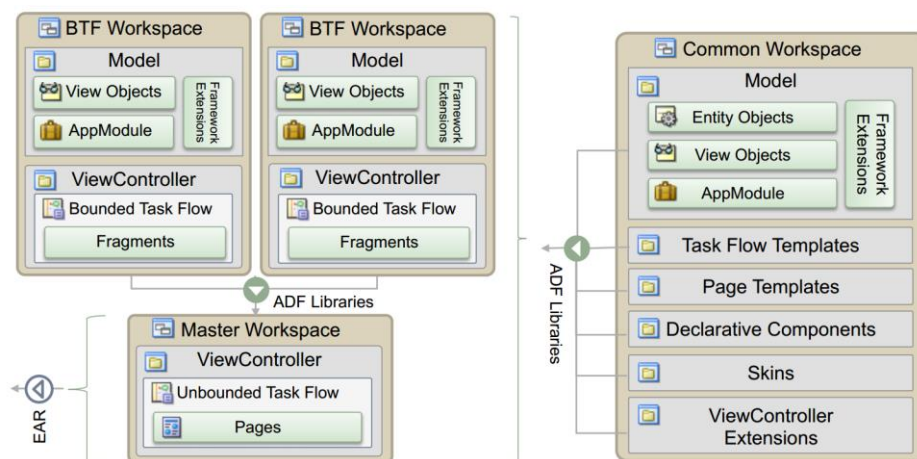 BTF Workspace
Model
View Objects
AppModule
Framework
Extensions
ViewController
Bounded Task Flow
Fragments
BTF Workspace
Model
View Objects
AppModule
Framework
Extensions
ViewController
Bounded Task Flow
Fragments
ADF Libraries
Master Workspace
ViewController
Unbounded Task Flow
Pages
EAR
Common Workspace
Model
Entity Objects
View Objects
AppModule
Framework
Extensions
Task Flow Templates
Page Templates
Declarative Components
Skins
ViewController
Extensions
ADF Libraries